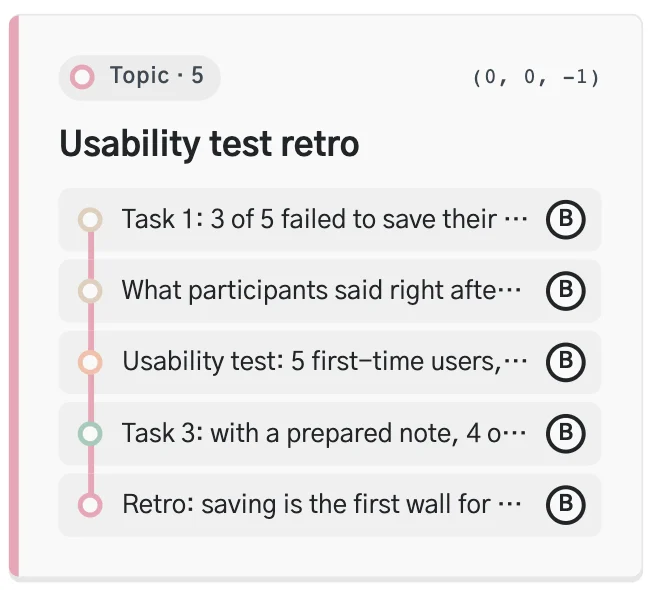 Topic · 5
(0, 0, -1)
Usability test retro
Task 1: 3 of 5 failed to save their ··· B
What participants said right afte··· B
Usability test: 5 first-time users,··· B
Task 3: with a prepared note, 4 o··· B
Retro: saving is the first wall for ··· B